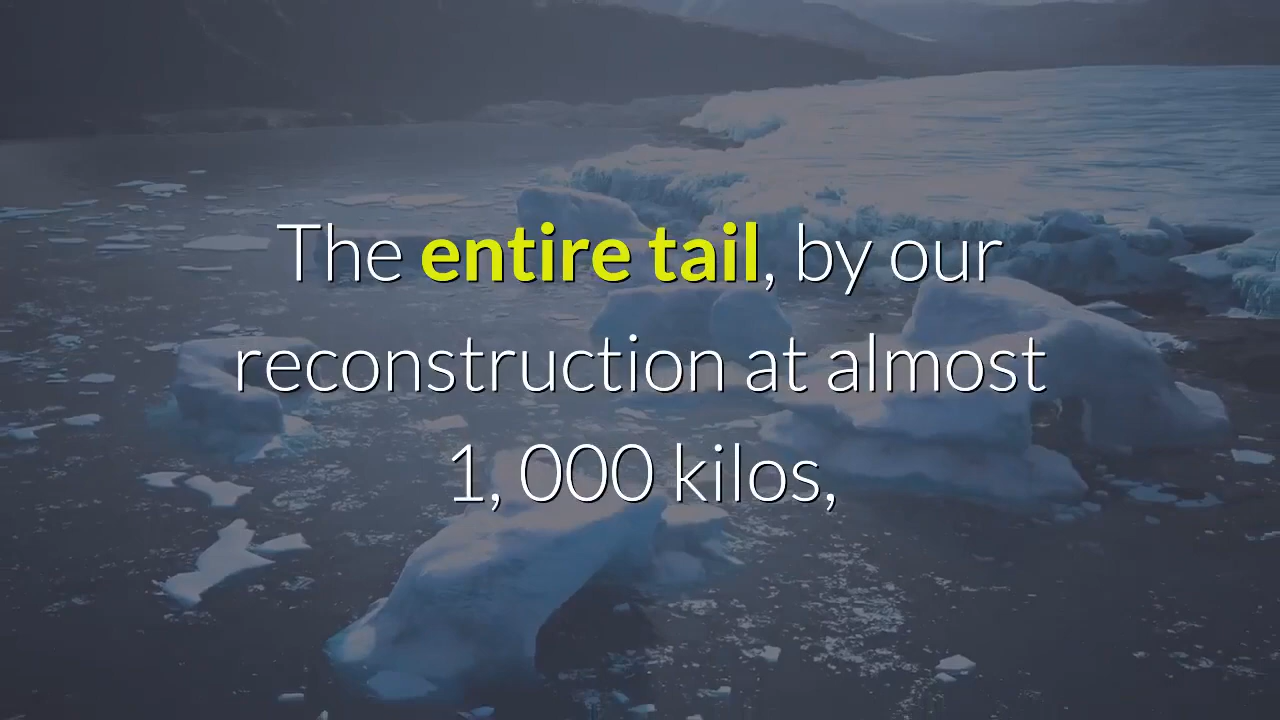 The entire tail, by our
reconstruction at almost
1, 000 kilos,